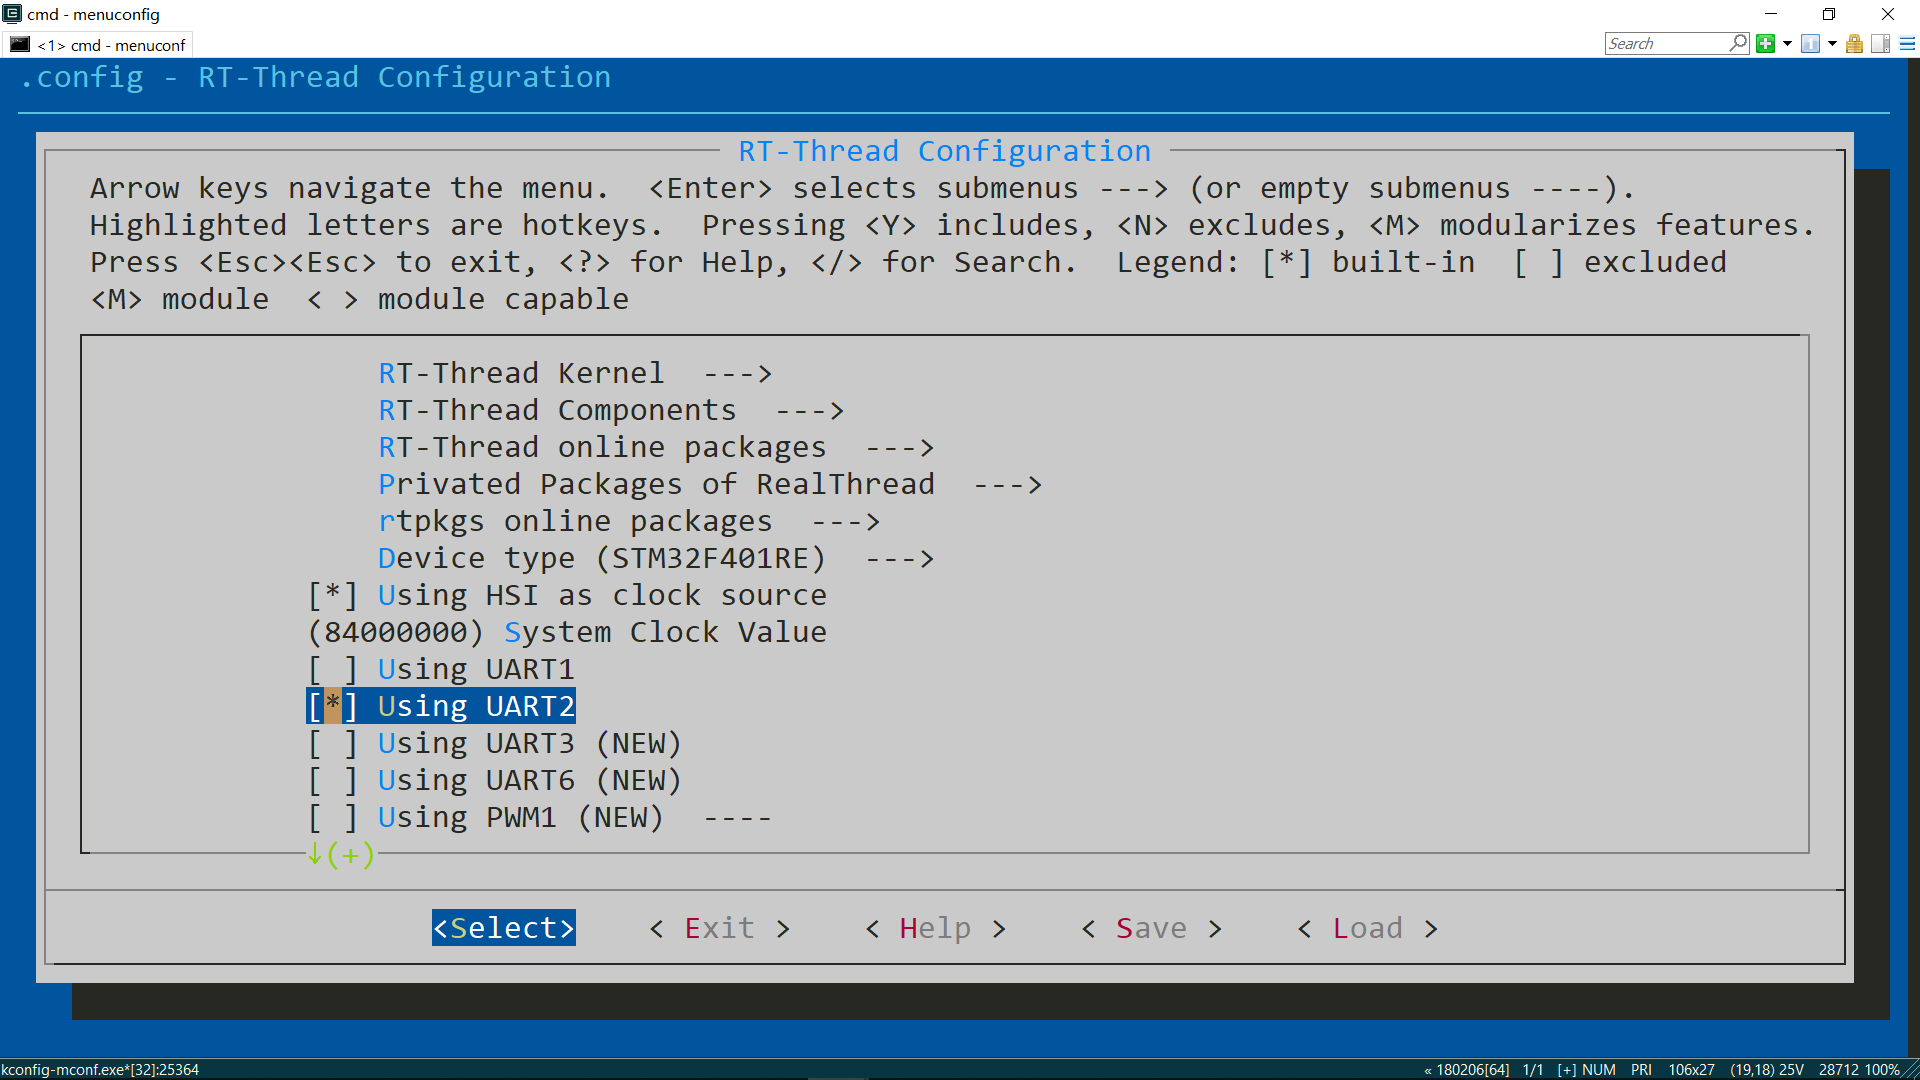 cmd - menuconfig
<1> cmd - menuconf
Search
.config - RT-Thread Configuration
RT-Thread Configuration
Arrow keys navigate the menu.  <Enter> selects submenus ---> (or empty submenus ----).
Highlighted letters are hotkeys.  Pressing <Y> includes, <N> excludes, <M> modularizes features.
Press <Esc><Esc> to exit, <?> for Help, </> for Search.  Legend: [*] built-in  [ ] excluded
<M> module  < > module capable
RT-Thread Kernel  --->
RT-Thread Components  --->
RT-Thread online packages  --->
Privated Packages of RealThread  --->
rtpkgs online packages  --->
Device type (STM32F401RE)  --->
[*] Using HSI as clock source
(84000000) System Clock Value
[ ] Using UART1
[*] Using UART2
[ ] Using UART3 (NEW)
[ ] Using UART6 (NEW)
[ ] Using PWM1 (NEW)  ----
↓(+)
<Select>    < Exit >    < Help >    < Save >    < Load >
kconfig-mconf.exe*[32]:25364
« 180206[64]  1/1  [+] NUM  PRI  106x27  (19,18) 25V  28712 100%